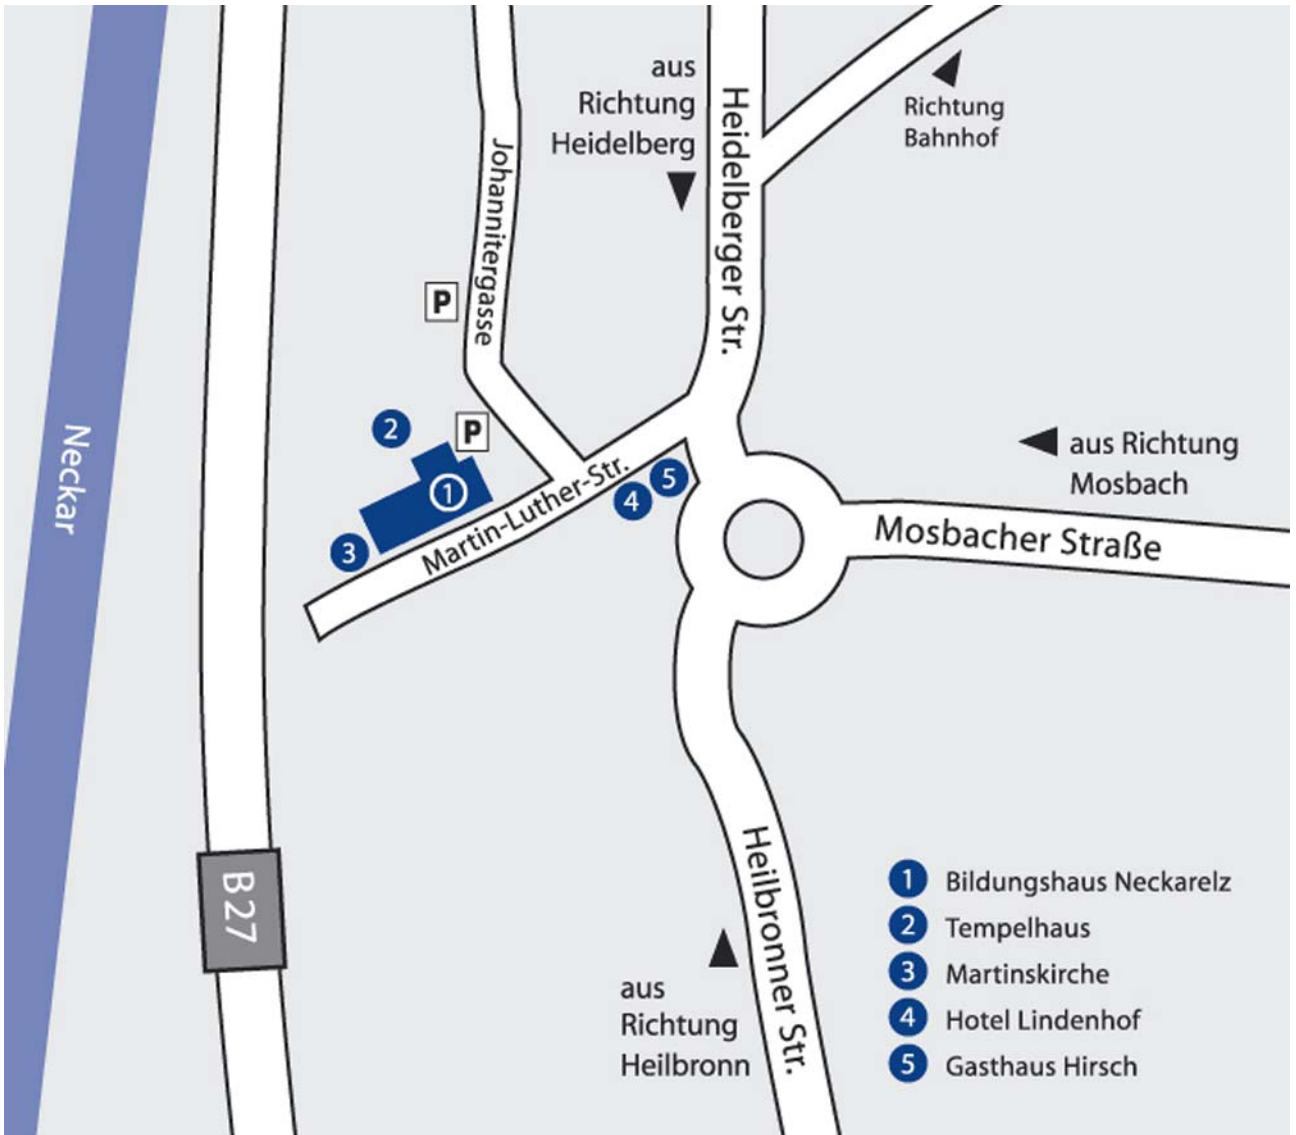 aus
Richtung
Heidelberg
Heidelberger Str.
Richtung
Bahnhof
Johannitergasse
P
P
2
1
3
Martin-Luther-Str.
4
5
aus Richtung
Mosbach
Mosbacher Straße
Neckar
B27
Heilbronner Str.
aus
Richtung
Heilbronn
1 Bildungshaus Neckarelz
2 Tempelhaus
3 Martinskirche
4 Hotel Lindenhof
5 Gasthaus Hirsch